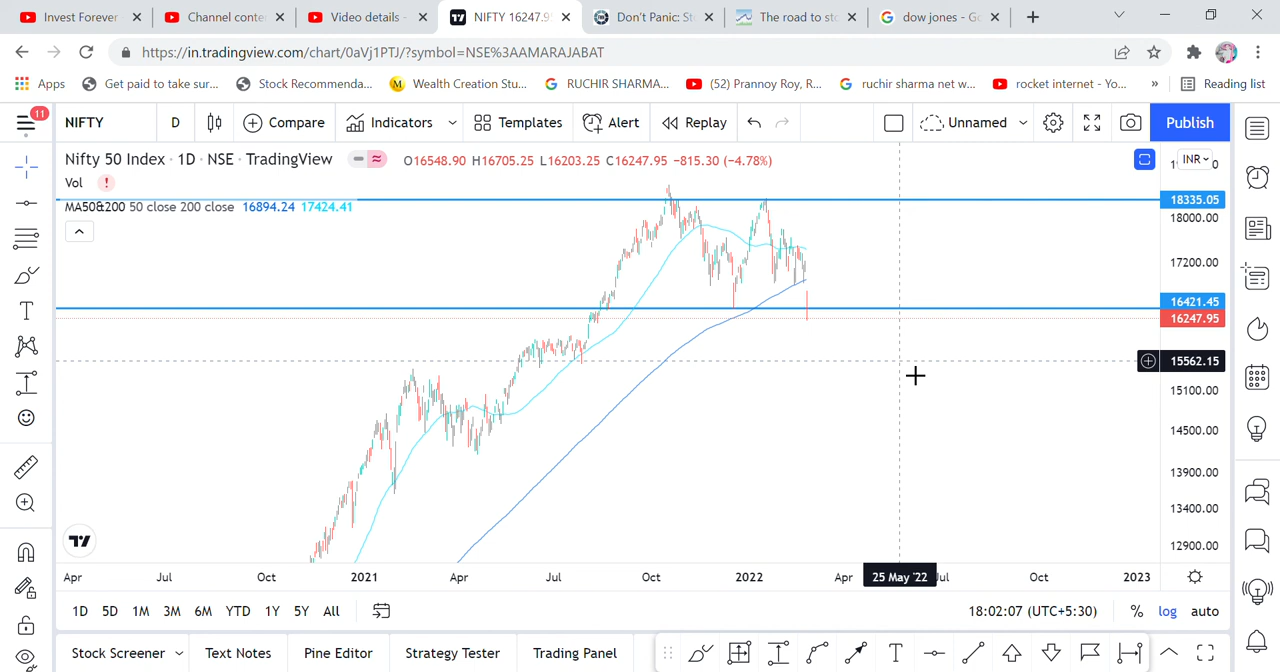 Invest Forever
Channel conte
Video details -
NIFTY 16247.9
Don't Panic: St
The road to sto
dow jones - Go
https://in.tradingview.com/chart/0aVj1PTJ/?symbol=NSE%3AAMARAJABAT
Apps
Get paid to take sur...
Stock Recommenda...
Wealth Creation Stu...
RUCHIR SHARMA...
(52) Prannoy Roy, R...
ruchir sharma net w...
rocket internet - Yo...
»
Reading list
11
NIFTY
D
Compare
Indicators
Templates
Alert
Replay
Unnamed
Publish
Nifty 50 Index · 1D · NSE · TradingView
O16548.90 H16705.25 L16203.25 C16247.95 −815.30 (−4.78%)
INR
Vol
!
MA50&200 50 close 200 close 16894.24 17424.41
18335.05
18000.00
17200.00
16421.45
16247.95
15562.15
15100.00
14500.00
13900.00
13400.00
12900.00
Apr
Jul
Oct
2021
Apr
Jul
Oct
2022
Apr
25 May '22
Jul
Oct
2023
1D 5D 1M 3M 6M YTD 1Y 5Y All
18:02:07 (UTC+5:30)
% log auto
Stock Screener
Text Notes
Pine Editor
Strategy Tester
Trading Panel